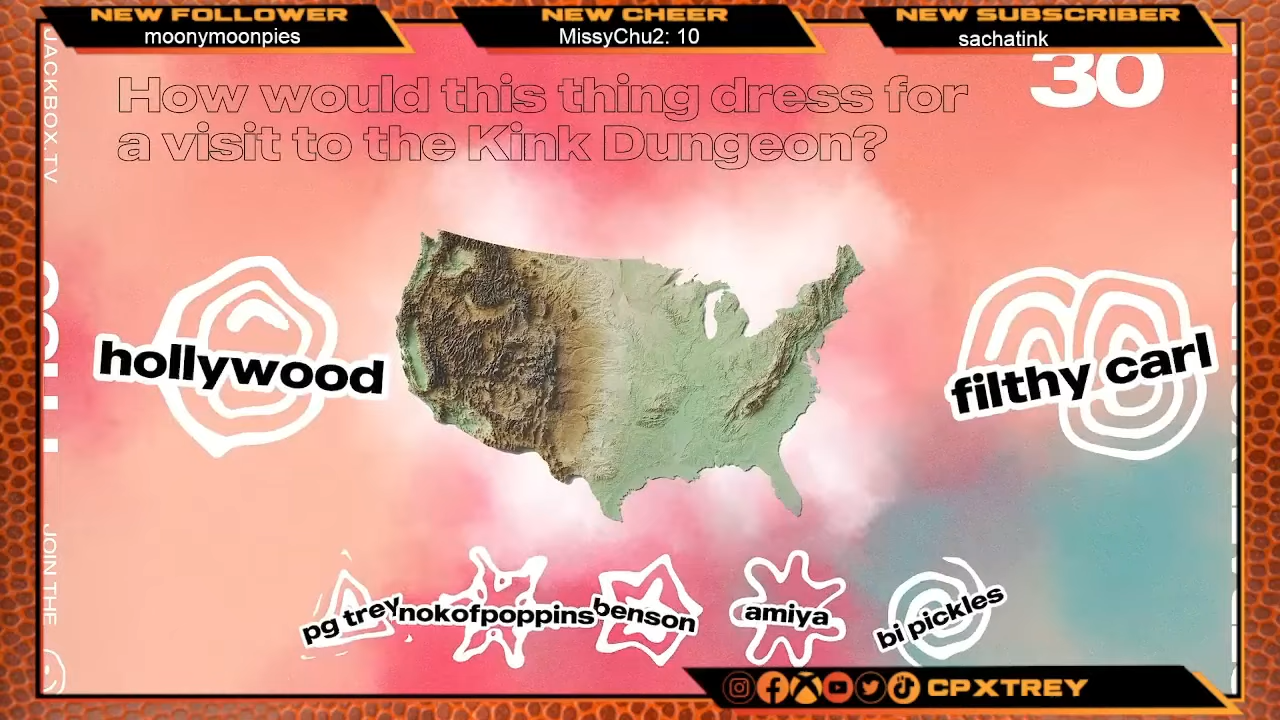 NEW FOLLOWER
moonymoonpies
NEW CHEER
MissyChu2: 10
NEW SUBSCRIBER
sachatink
JACKBOX.TV
30
How would this thing dress for
a visit to the Kink Dungeon?
hollywood
filthy carl
JOIN THE
pg trey
nokofpoppins
benson
amiya
bi pickles
CPXTREY